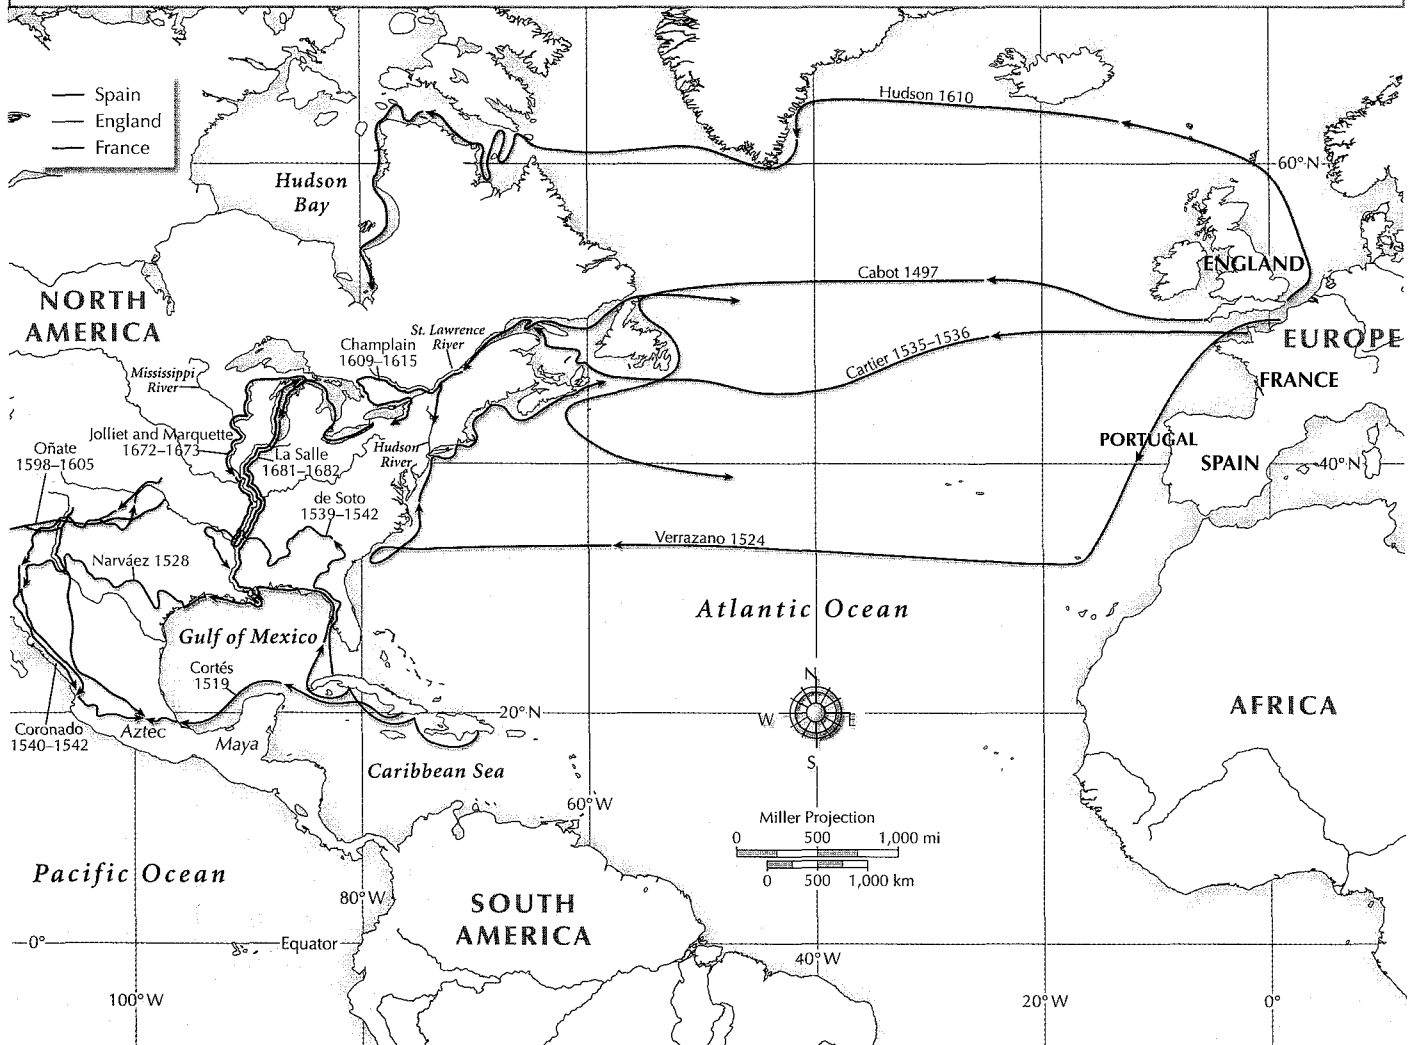 Spain
England
France
Hudson 1610
60°N
Hudson
Bay
ENGLAND
Cabot 1497
NORTH
AMERICA
St. Lawrence
River
Champlain
1609–1615
Cartier 1535–1536
EUROPE
Mississippi
River
FRANCE
Jolliet and Marquette
1672–1673
Oñate
1598–1605
La Salle
1681–1682
Hudson
River
PORTUGAL
SPAIN
40°N
de Soto
1539–1542
Narváez 1528
Verrazano 1524
Atlantic Ocean
Gulf of Mexico
Cortés
1519
N
W
E
S
20°N
AFRICA
Coronado
1540–1542
Aztec
Maya
Caribbean Sea
60°W
Miller Projection
0 500 1,000 mi
0 500 1,000 km
Pacific Ocean
80°W
SOUTH
AMERICA
0°
Equator
40°W
100°W
20°W
0°